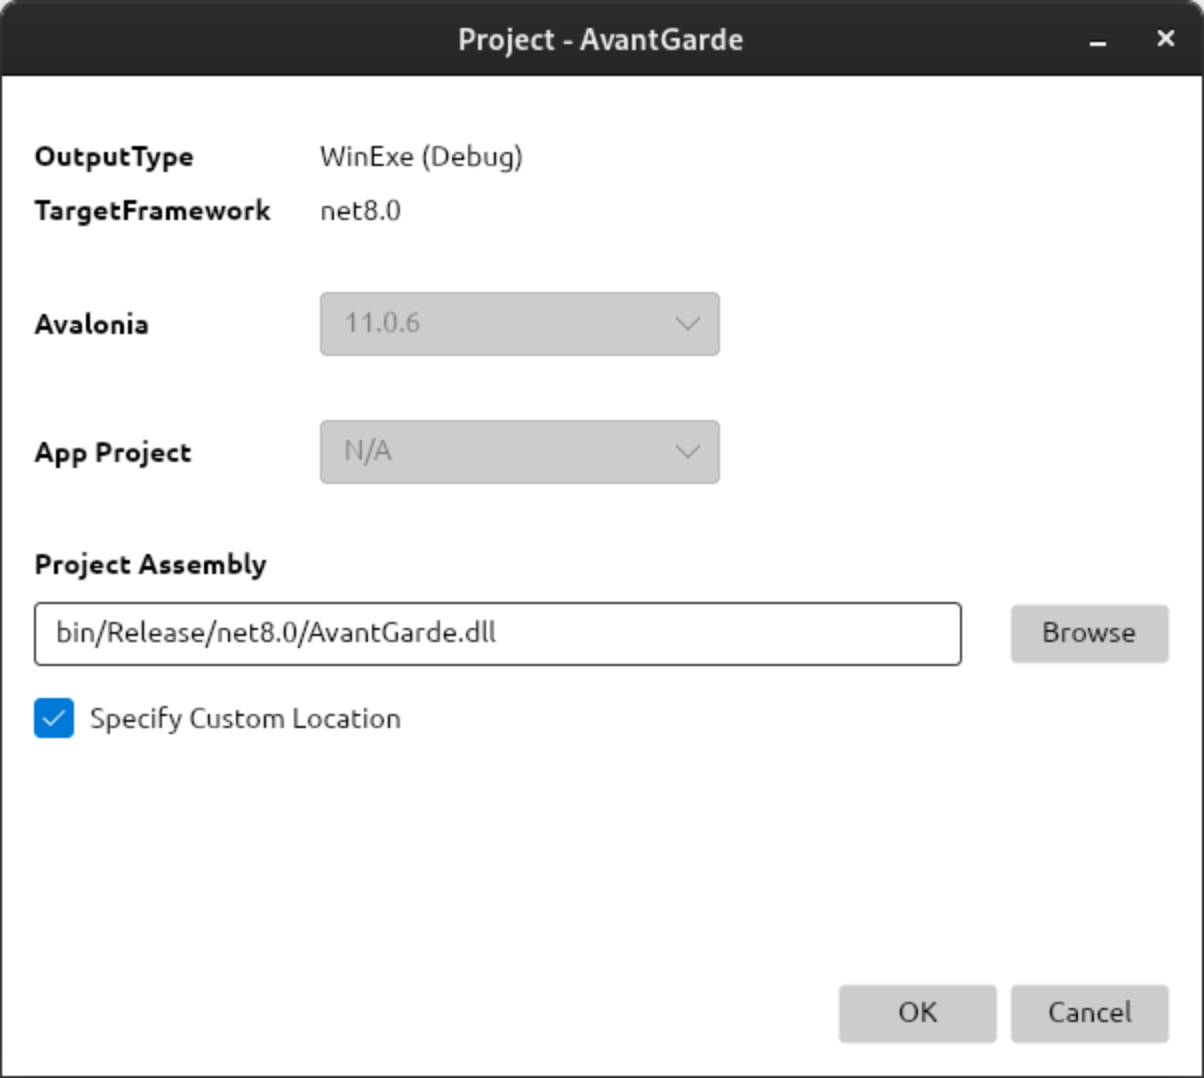 Project - AvantGarde
OutputType WinExe (Debug)
TargetFramework net8.0
Avalonia 11.0.6
App Project N/A
Project Assembly
bin/Release/net8.0/AvantGarde.dll Browse
Specify Custom Location
OK Cancel